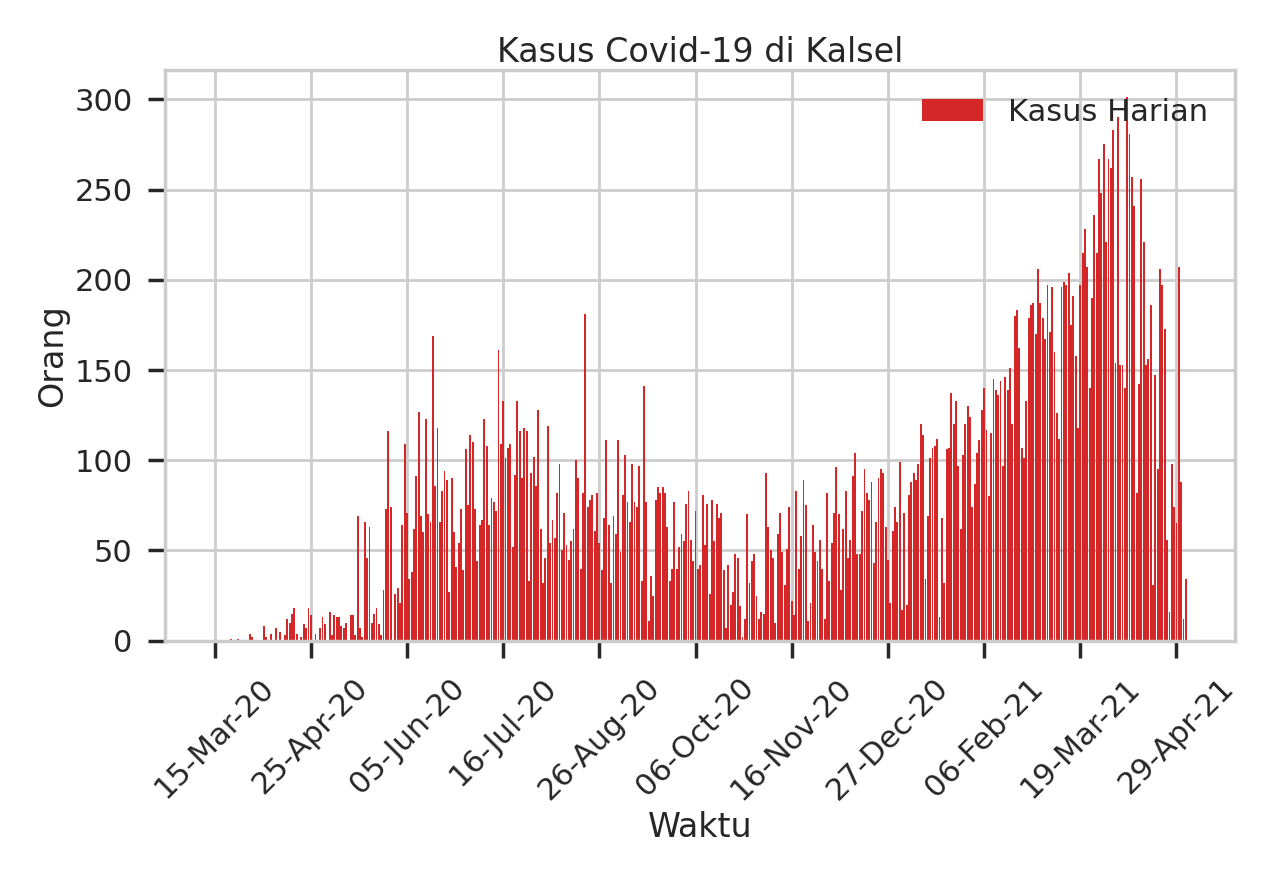 Kasus Covid-19 di Kalsel
Kasus Harian
Orang
300
250
200
150
100
50
0
15-Mar-20
25-Apr-20
05-Jun-20
16-Jul-20
26-Aug-20
06-Oct-20
16-Nov-20
27-Dec-20
06-Feb-21
19-Mar-21
29-Apr-21
Waktu